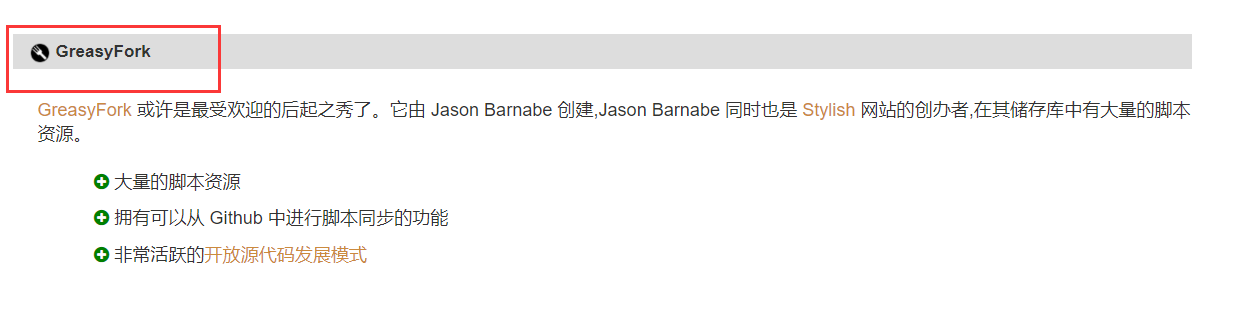 GreasyFork
GreasyFork 或许是最受欢迎的后起之秀了。它由 Jason Barnabe 创建,Jason Barnabe 同时也是 Stylish 网站的创办者,在其储存库中有大量的脚本
资源。
大量的脚本资源
拥有可以从 Github 中进行脚本同步的功能
非常活跃的开放源代码发展模式